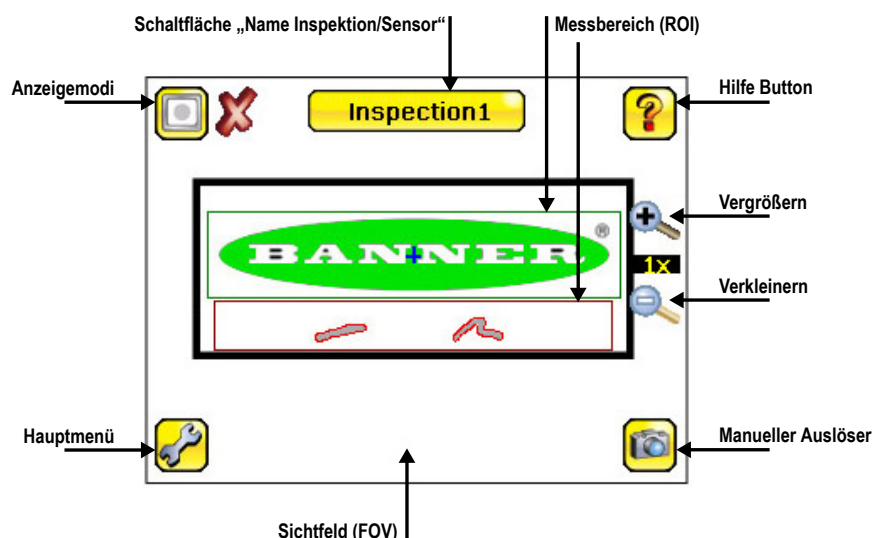 Schaltfläche „Name Inspektion/Sensor“
Messbereich (ROI)
Anzeigemodi
Hilfe Button
Inspection1
?
Vergrößern
BANNER®
1x
Verkleinern
Hauptmenü
Manueller Auslöser
Sichtfeld (FOV)